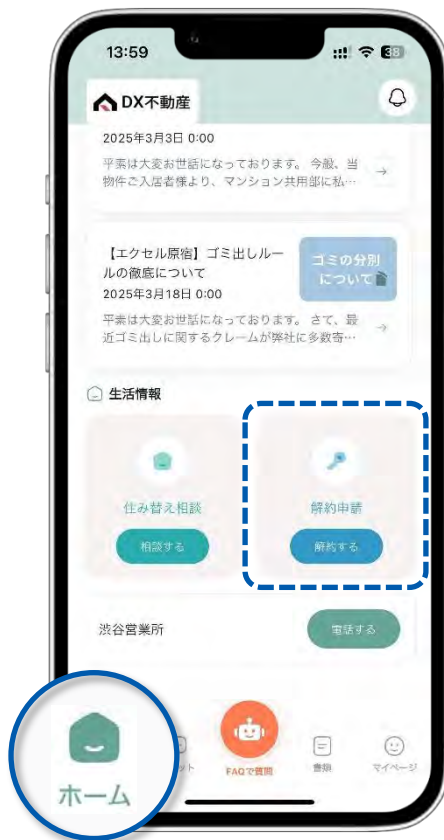 13:59
38
DX不動産
2025年3月3日 0:00
平素は大変お世話になっております。 今般、当
物件ご入居者様より、マンション共用部に私…
【エクセル原宿】ゴミ出しルー
ルの徹底について
2025年3月18日 0:00
ゴミの分別
について
平素は大変お世話になっております。 さて、最
近ゴミ出しに関するクレームが弊社に多数寄…
生活情報
住み替え相談
解約申請
相談する
解約する
渋谷営業所
電話する
ホーム
ット
FAQで質問
書類
マイページ